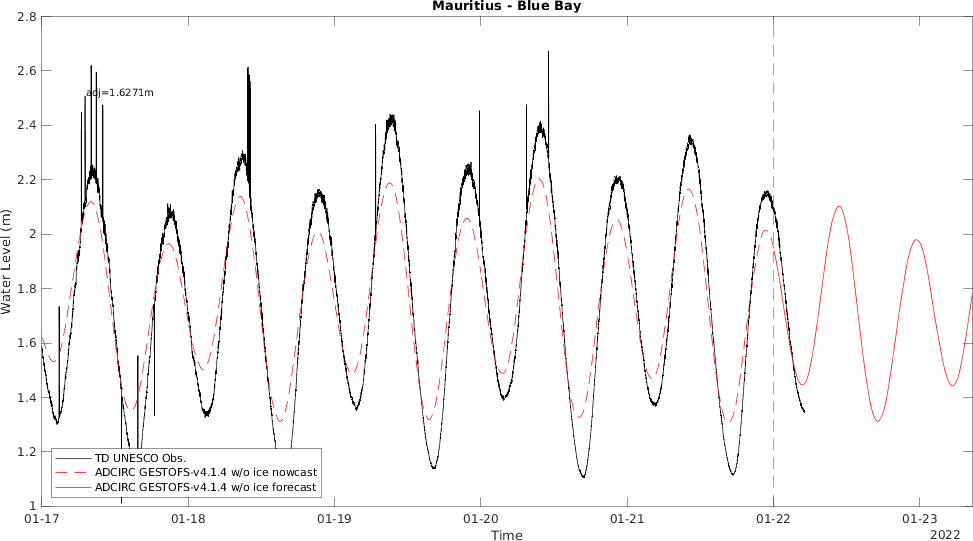 Mauritius - Blue Bay
2.8
2.6
2.4
2.2
2
1.8
1.6
1.4
1.2
1
Water Level (m)
adj=1.6271m
TD UNESCO Obs.
ADCIRC GESTOFS-v4.1.4 w/o ice nowcast
ADCIRC GESTOFS-v4.1.4 w/o ice forecast
01-17 01-18 01-19 01-20 01-21 01-22 01-23
Time
2022